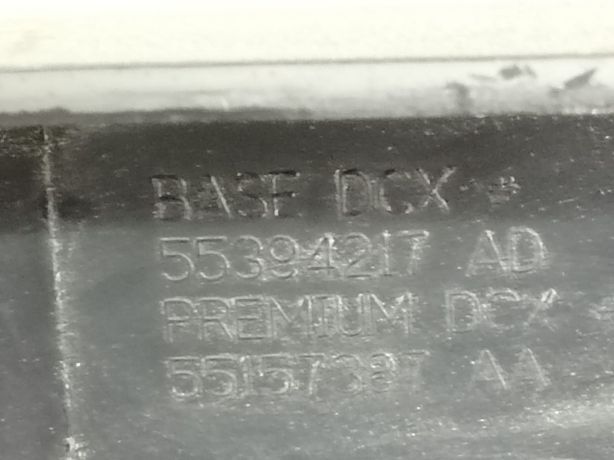 BASE DCX #
55394217 AD
PREMIUM DCX #
55157387 AA